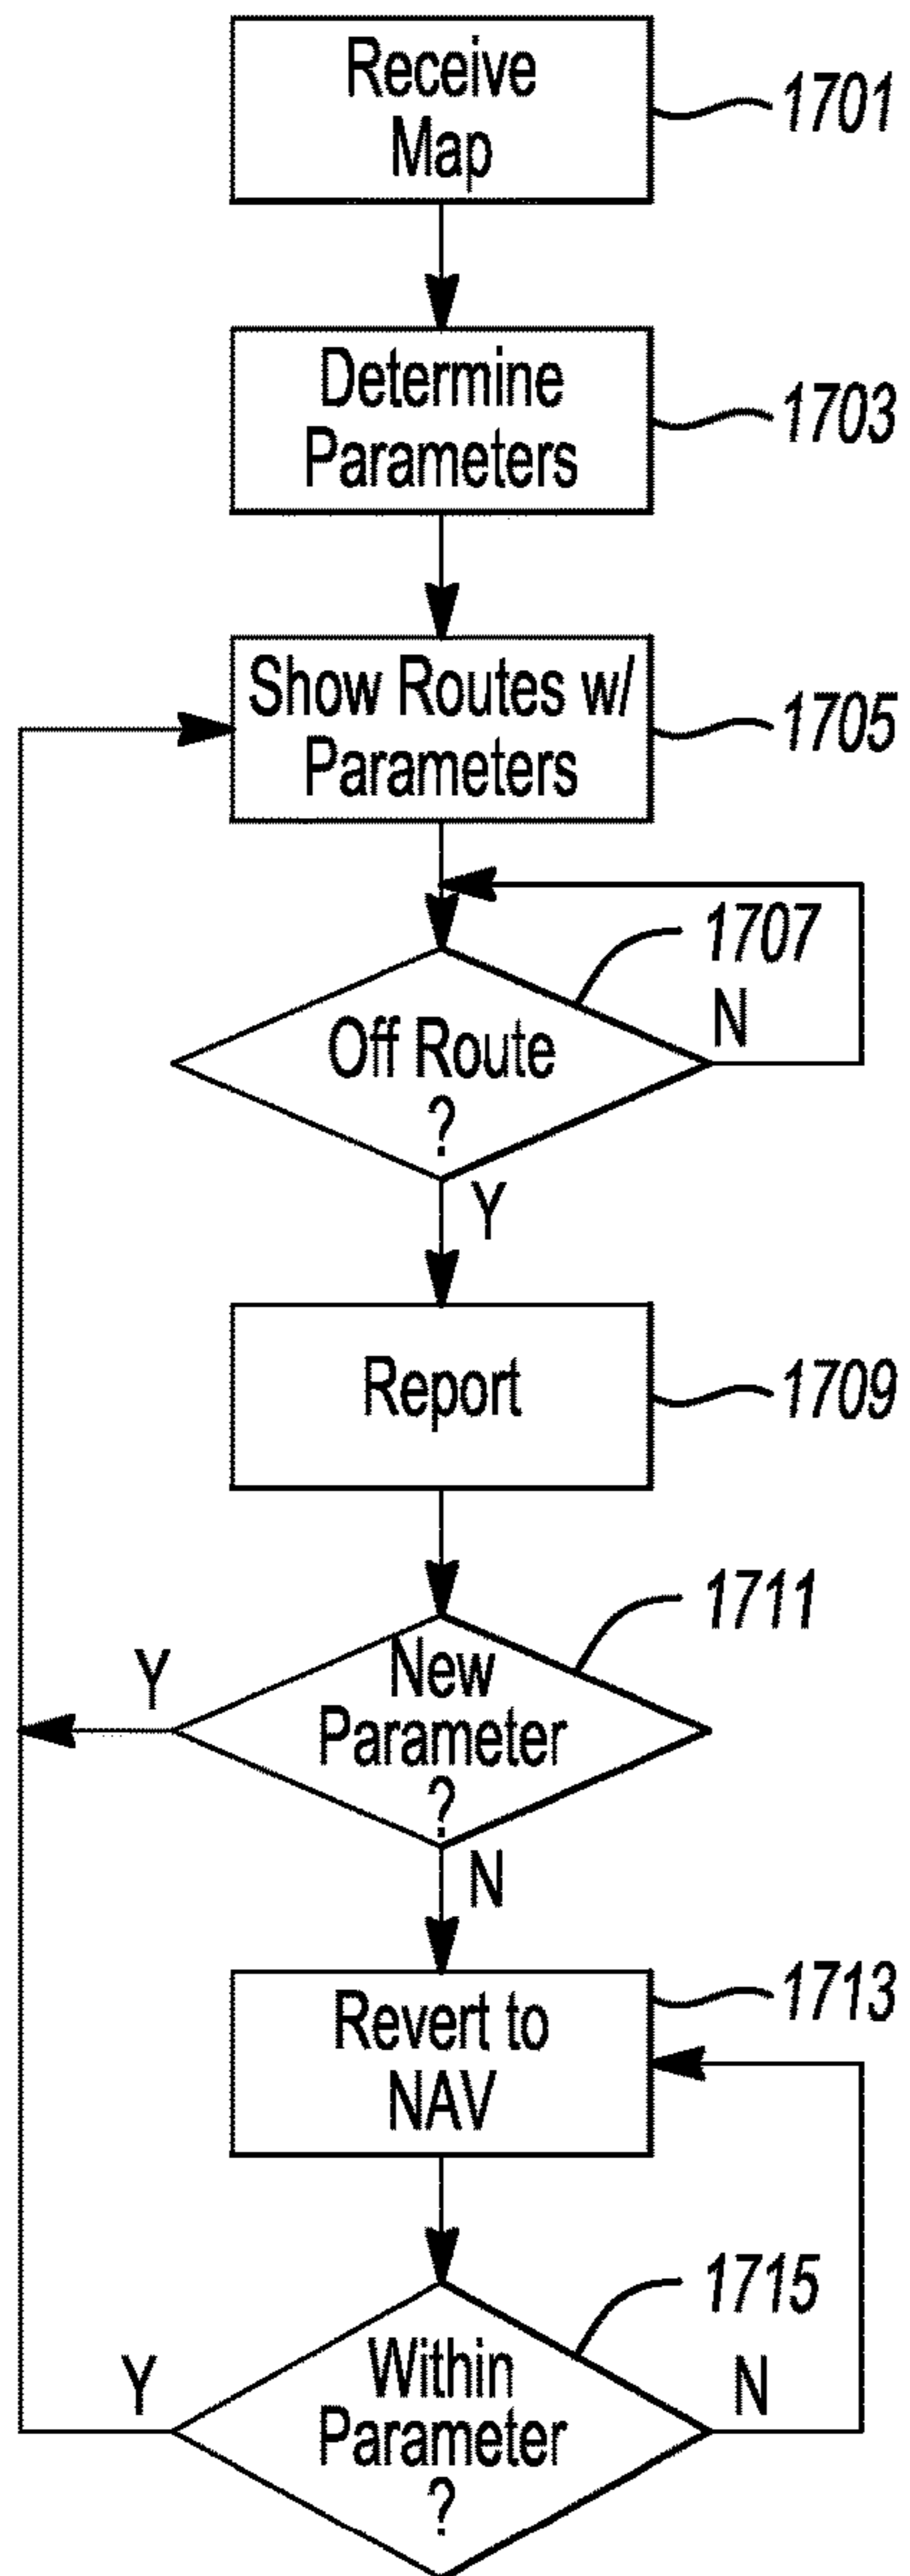 Receive
Map
1701
Determine
Parameters
1703
Show Routes w/
Parameters
1705
1707
N
Off Route
?
Y
Report
1709
1711
Y
New
Parameter
?
N
1713
Revert to
NAV
1715
Y
Within
Parameter
?
N